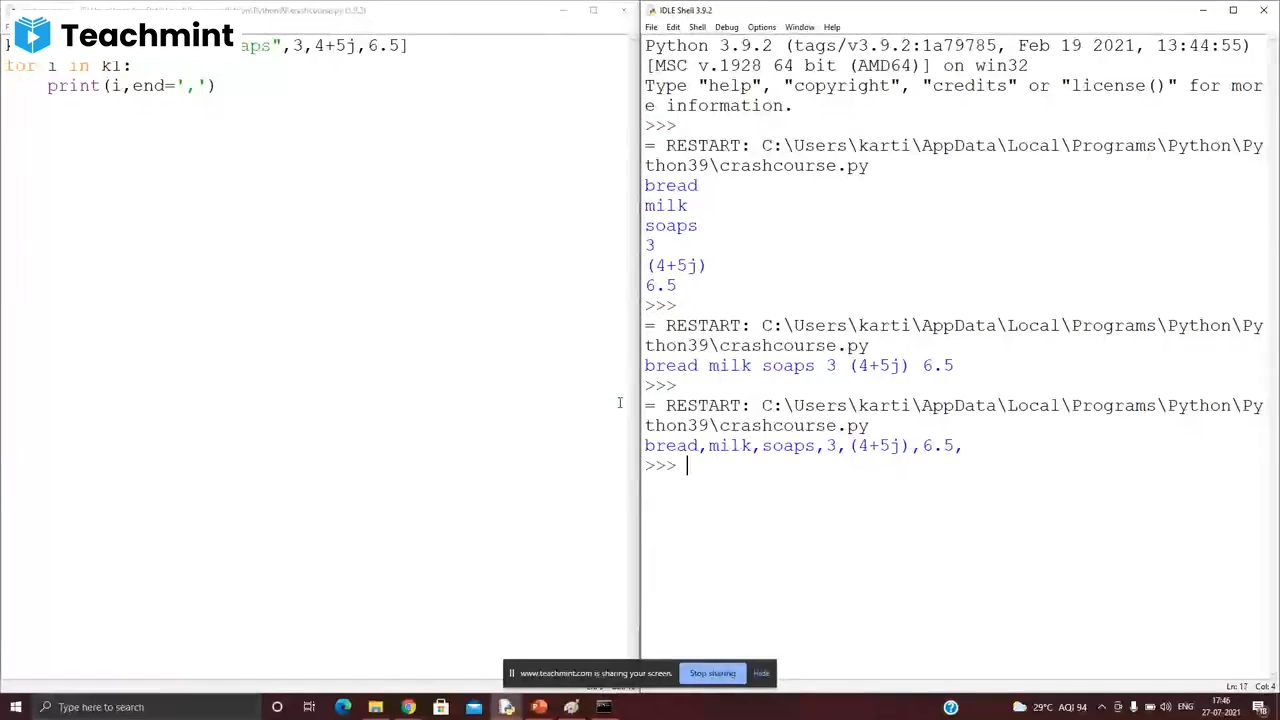 Teachmint
aps",3,4+5j,6.5]
for i in kl:
    print(i,end=',')
IDLE Shell 3.9.2
File Edit Shell Debug Options Window Help
Python 3.9.2 (tags/v3.9.2:1a79785, Feb 19 2021, 13:44:55)
[MSC v.1928 64 bit (AMD64)] on win32
Type "help", "copyright", "credits" or "license()" for mor
e information.
>>>
= RESTART: C:\Users\karti\AppData\Local\Programs\Python\Py
thon39\crashcourse.py
bread
milk
soaps
3
(4+5j)
6.5
>>>
= RESTART: C:\Users\karti\AppData\Local\Programs\Python\Py
thon39\crashcourse.py
bread milk soaps 3 (4+5j) 6.5
>>>
= RESTART: C:\Users\karti\AppData\Local\Programs\Python\Py
thon39\crashcourse.py
bread,milk,soaps,3,(4+5j),6.5,
>>>
www.teachmint.com is sharing your screen. Stop sharing Hide
Ln: 17 Col: 4
Type here to search
AQI 94
ENG
17:46
27-07-2021